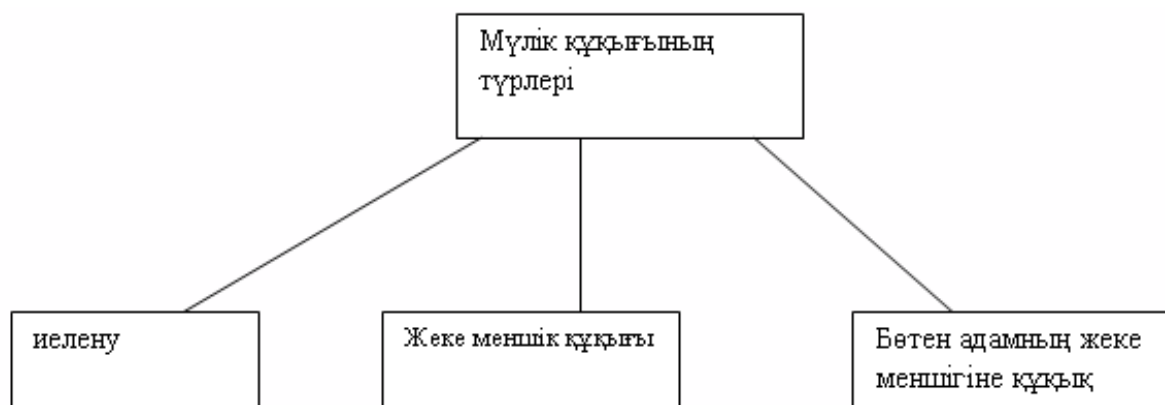 Мүлік құқығының
түрлері
иелену
Жеке меншік құқығы
Бөтен адамның жеке
меншігіне құқық